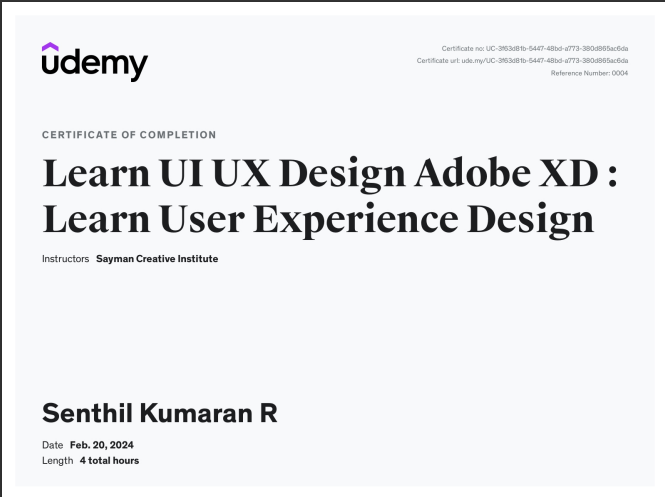 udemy
Certificate no: UC-3f63d81b-5447-48bd-a773-380d865ac6da
Certificate url: ude.my/UC-3f63d81b-5447-48bd-a773-380d865ac6da
Reference Number: 0004
CERTIFICATE OF COMPLETION
Learn UI UX Design Adobe XD :
Learn User Experience Design
Instructors Sayman Creative Institute
Senthil Kumaran R
Date Feb. 20, 2024
Length 4 total hours